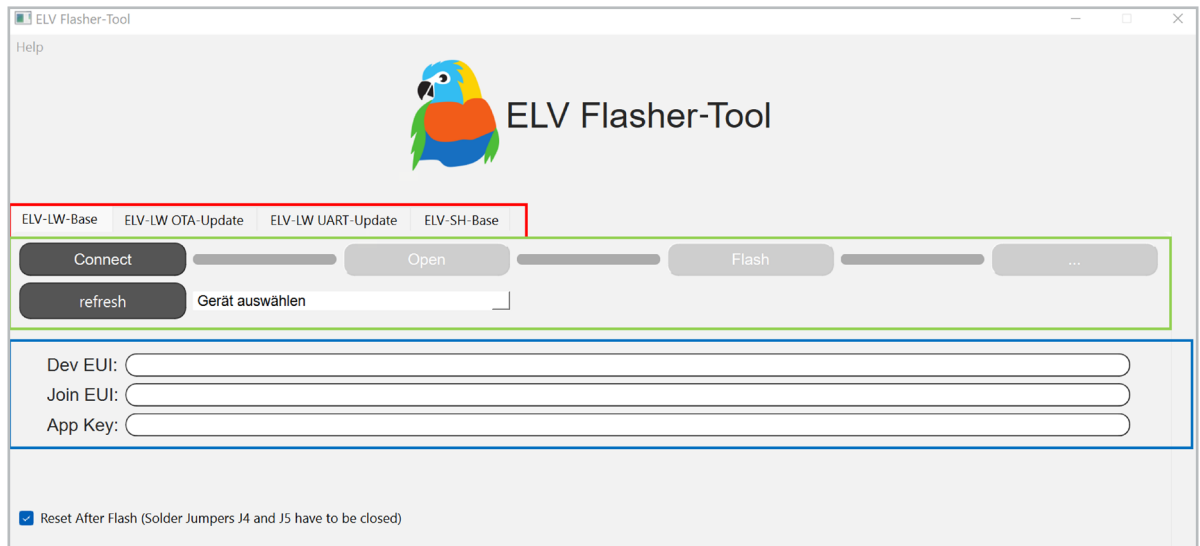 ELV Flasher-Tool
Help
ELV Flasher-Tool
ELV-LW-Base ELV-LW OTA-Update ELV-LW UART-Update ELV-SH-Base
Connect Open Flash ...
refresh Gerät auswählen
Dev EUI:
Join EUI:
App Key:
Reset After Flash (Solder Jumpers J4 and J5 have to be closed)